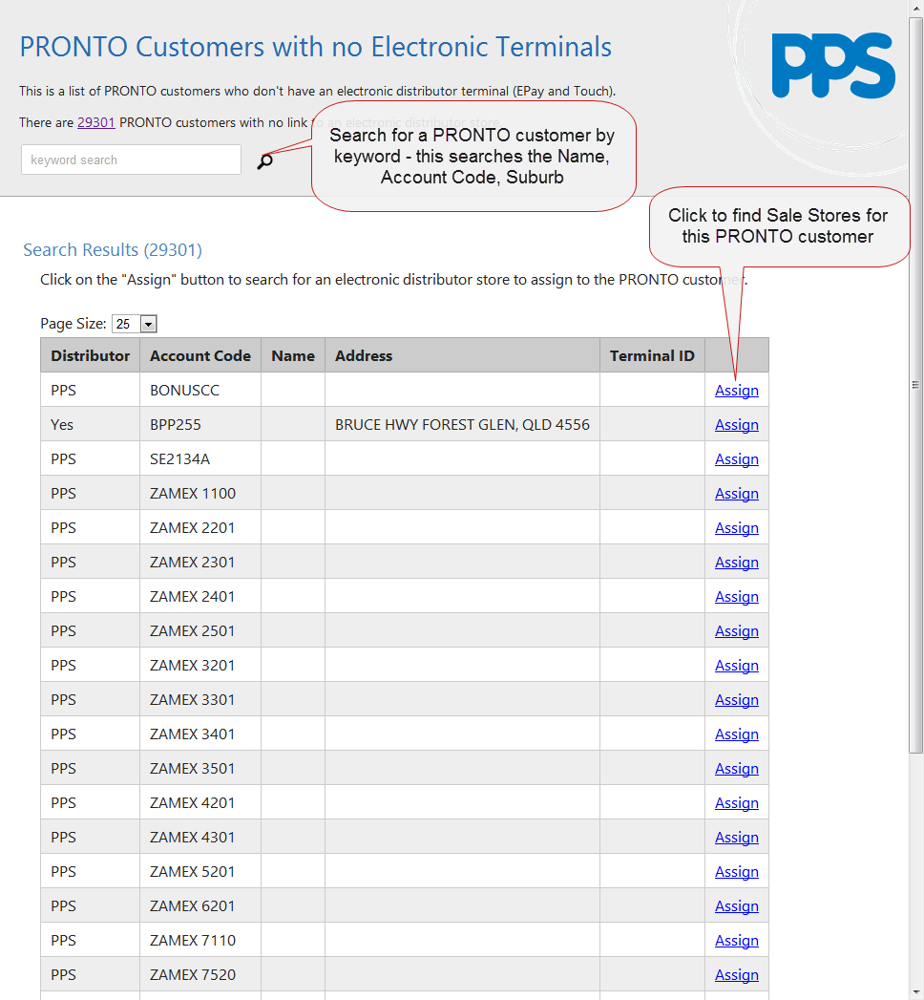 PRONTO Customers with no Electronic Terminals
PPS
This is a list of PRONTO customers who don't have an electronic distributor terminal (EPay and Touch).
There are 29301 PRONTO customers with no link to an electronic distributor store.
keyword search
Search for a PRONTO customer by
keyword - this searches the Name,
Account Code, Suburb
Click to find Sale Stores for
this PRONTO customer
Search Results (29301)
Click on the "Assign" button to search for an electronic distributor store to assign to the PRONTO customer.
Page Size: 25
Distributor Account Code Name Address Terminal ID
PPS BONUSCC Assign
Yes BPP255 BRUCE HWY FOREST GLEN, QLD 4556 Assign
PPS SE2134A Assign
PPS ZAMEX 1100 Assign
PPS ZAMEX 2201 Assign
PPS ZAMEX 2301 Assign
PPS ZAMEX 2401 Assign
PPS ZAMEX 2501 Assign
PPS ZAMEX 3201 Assign
PPS ZAMEX 3301 Assign
PPS ZAMEX 3401 Assign
PPS ZAMEX 3501 Assign
PPS ZAMEX 4201 Assign
PPS ZAMEX 4301 Assign
PPS ZAMEX 5201 Assign
PPS ZAMEX 6201 Assign
PPS ZAMEX 7110 Assign
PPS ZAMEX 7520 Assign